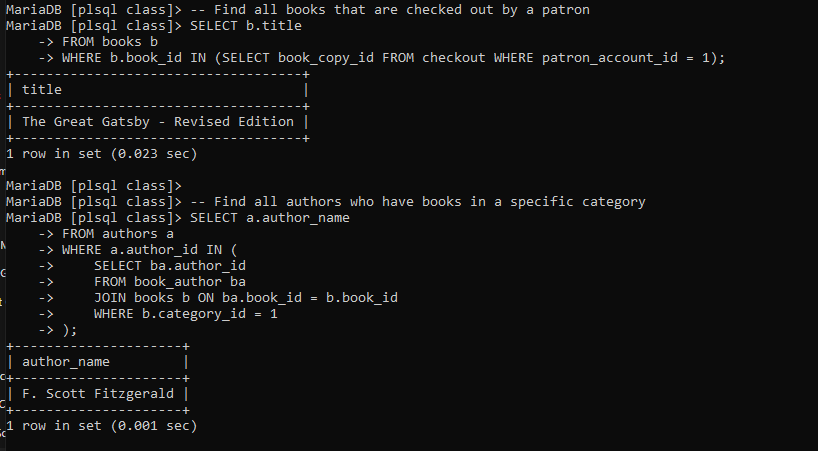 MariaDB [plsql class]> -- Find all books that are checked out by a patron
MariaDB [plsql class]> SELECT b.title
    -> FROM books b
    -> WHERE b.book_id IN (SELECT book_copy_id FROM checkout WHERE patron_account_id = 1);
+-----------------------------------+
| title                             |
+-----------------------------------+
| The Great Gatsby - Revised Edition |
+-----------------------------------+
1 row in set (0.023 sec)
MariaDB [plsql class]>
MariaDB [plsql class]> -- Find all authors who have books in a specific category
MariaDB [plsql class]> SELECT a.author_name
    -> FROM authors a
    -> WHERE a.author_id IN (
    ->     SELECT ba.author_id
    ->     FROM book_author ba
    ->     JOIN books b ON ba.book_id = b.book_id
    ->     WHERE b.category_id = 1
    -> );
+---------------------+
| author_name         |
+---------------------+
| F. Scott Fitzgerald |
+---------------------+
1 row in set (0.001 sec)